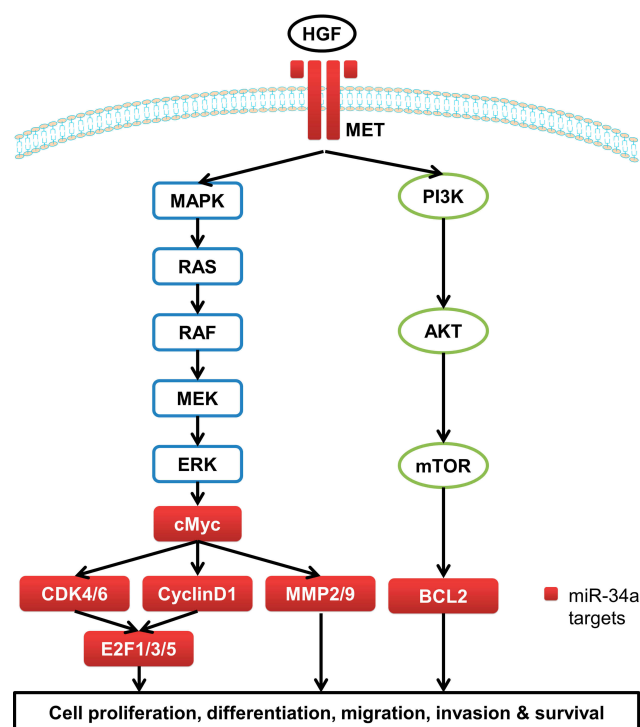 HGF
MET
MAPK
PI3K
RAS
RAF
AKT
MEK
ERK
mTOR
cMyc
CDK4/6
CyclinD1
MMP2/9
BCL2
miR-34a
targets
E2F1/3/5
Cell proliferation, differentiation, migration, invasion & survival